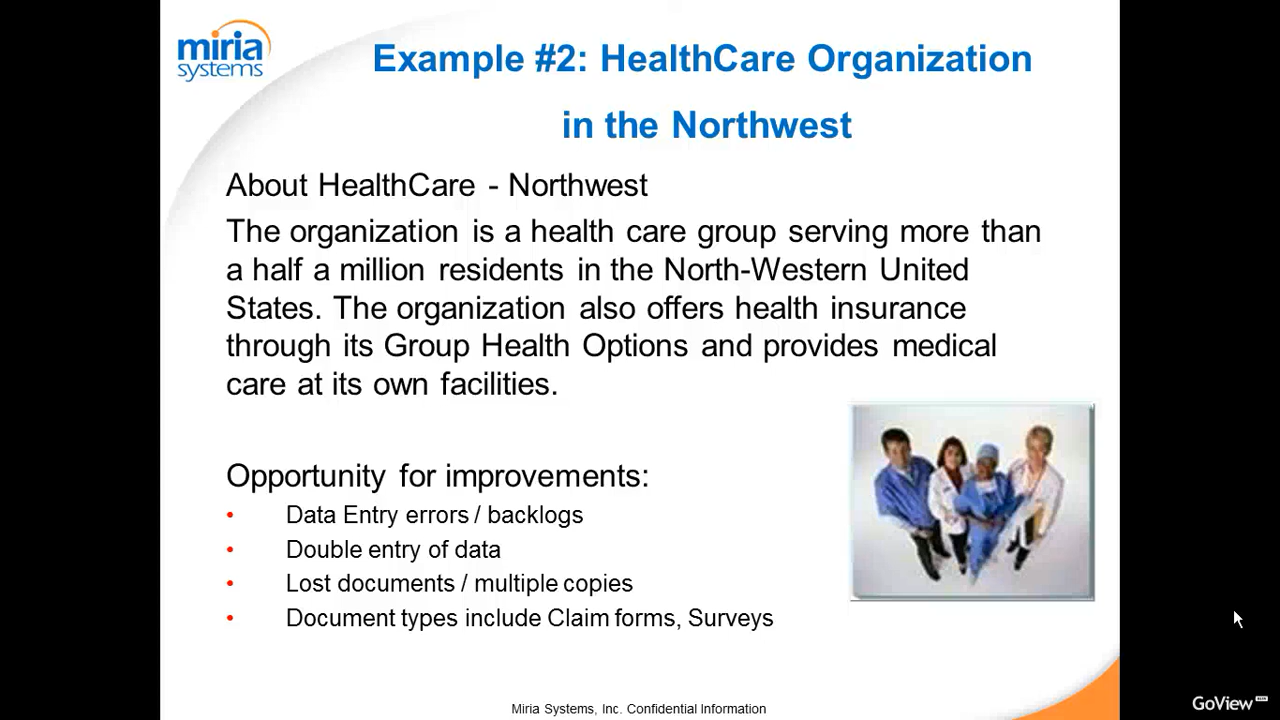 miria
systems
Example #2: HealthCare Organization
in the Northwest
About HealthCare - Northwest
The organization is a health care group serving more than
a half a million residents in the North-Western United
States. The organization also offers health insurance
through its Group Health Options and provides medical
care at its own facilities.
Opportunity for improvements:
• Data Entry errors / backlogs
• Double entry of data
• Lost documents / multiple copies
• Document types include Claim forms, Surveys
Miria Systems, Inc. Confidential Information
GoView